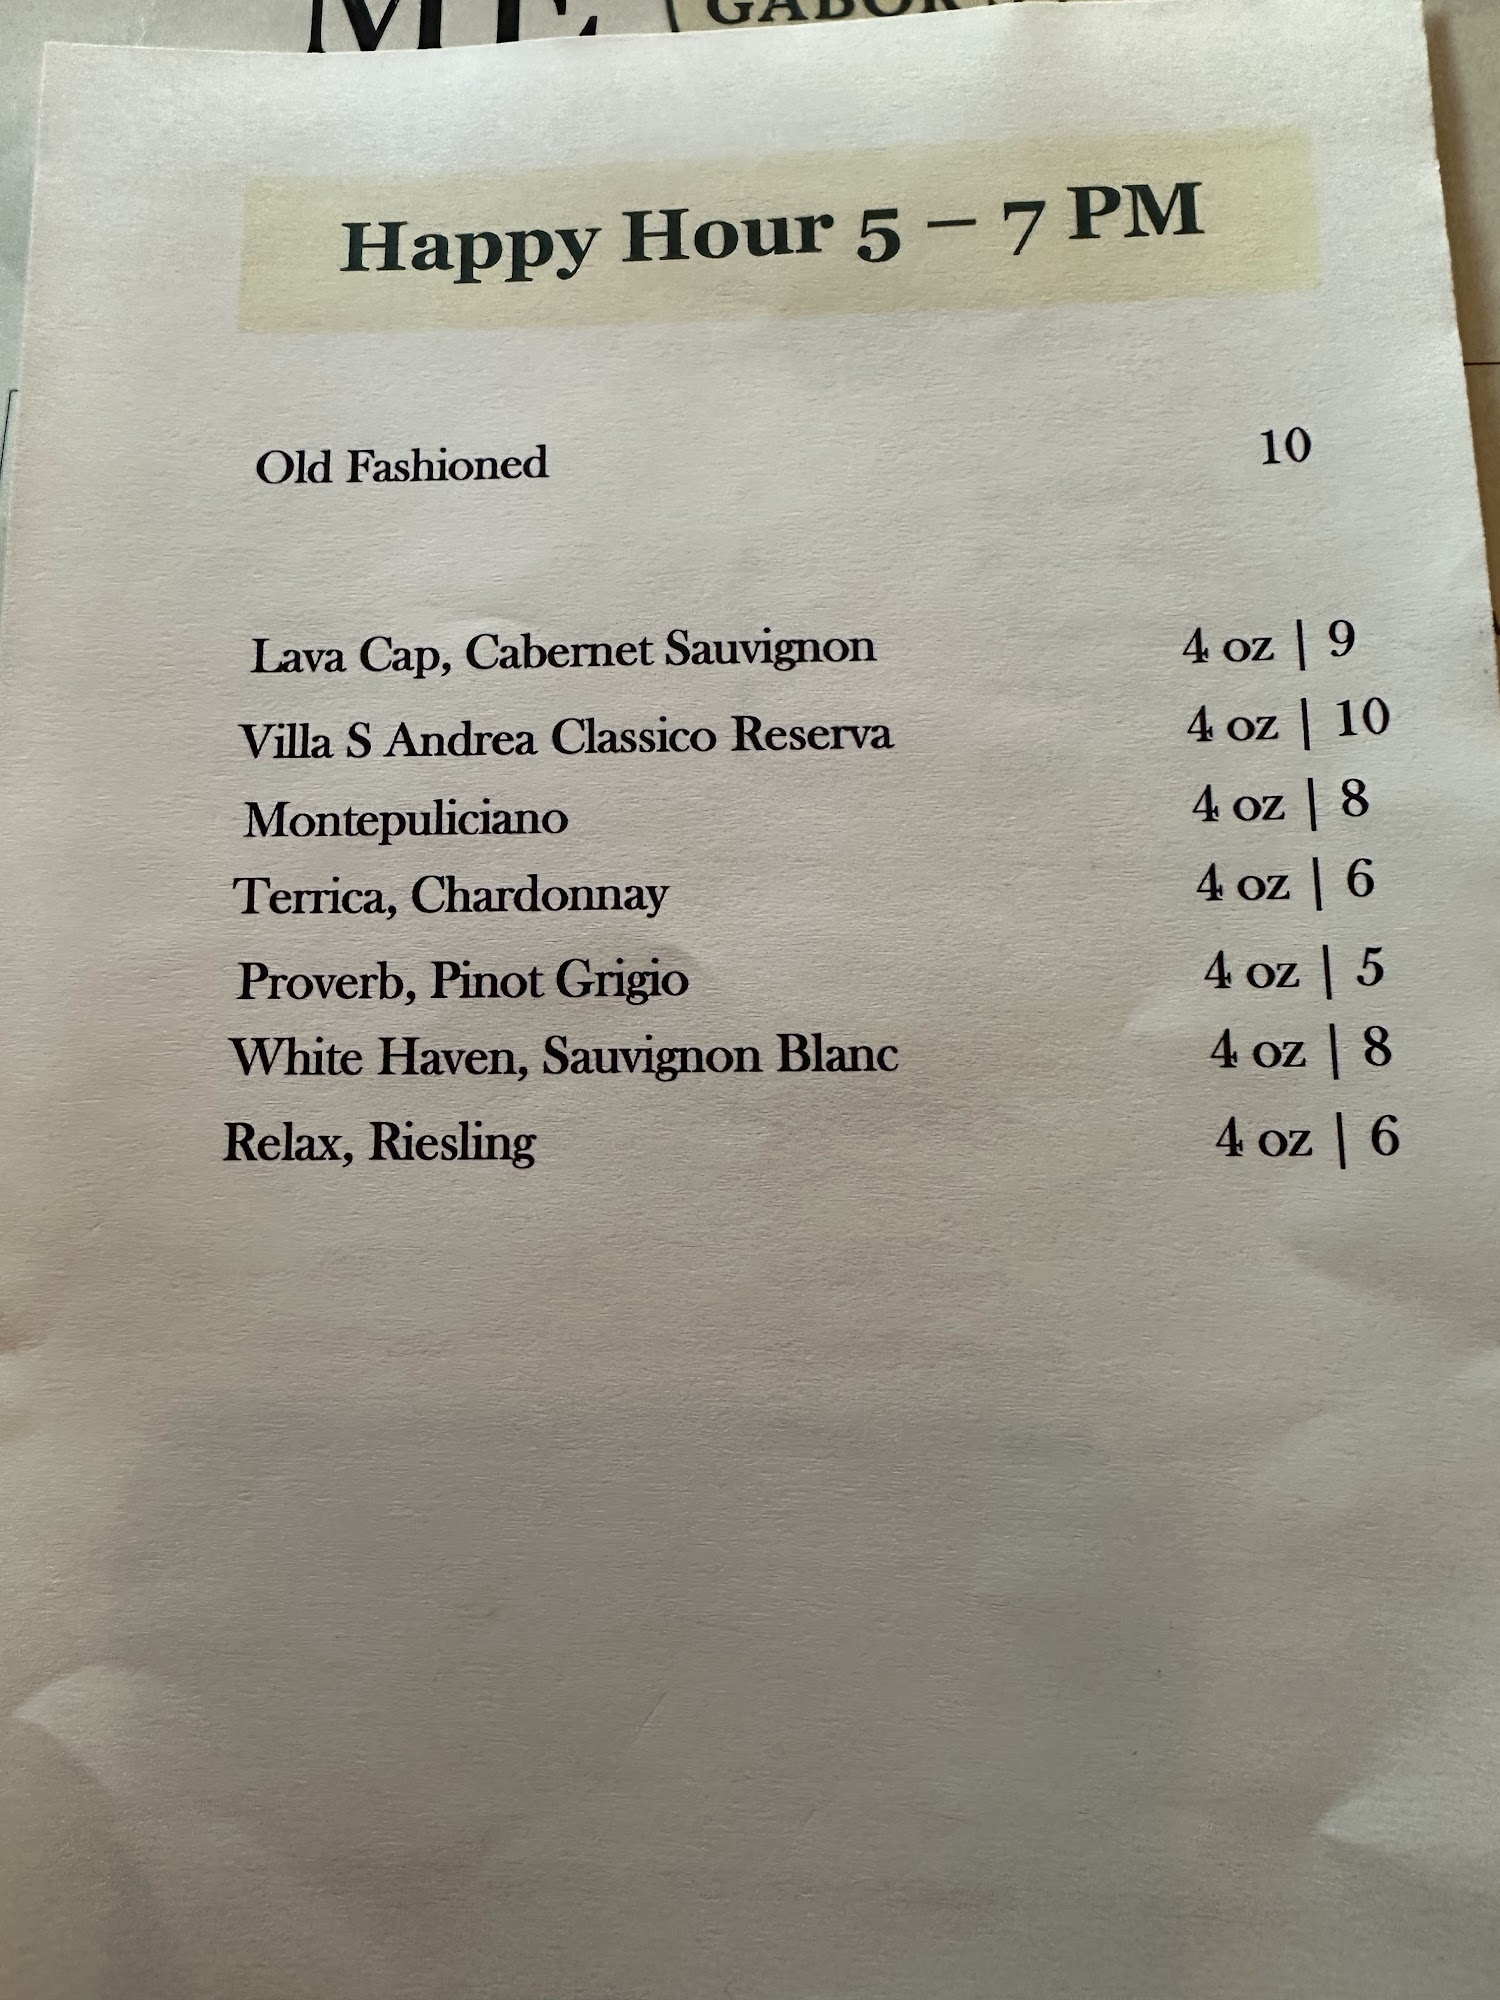 Happy Hour 5 – 7 PM
Old Fashioned 10
Lava Cap, Cabernet Sauvignon 4 oz | 9
Villa S Andrea Classico Reserva 4 oz | 10
Montepuliciano 4 oz | 8
Terrica, Chardonnay 4 oz | 6
Proverb, Pinot Grigio 4 oz | 5
White Haven, Sauvignon Blanc 4 oz | 8
Relax, Riesling 4 oz | 6